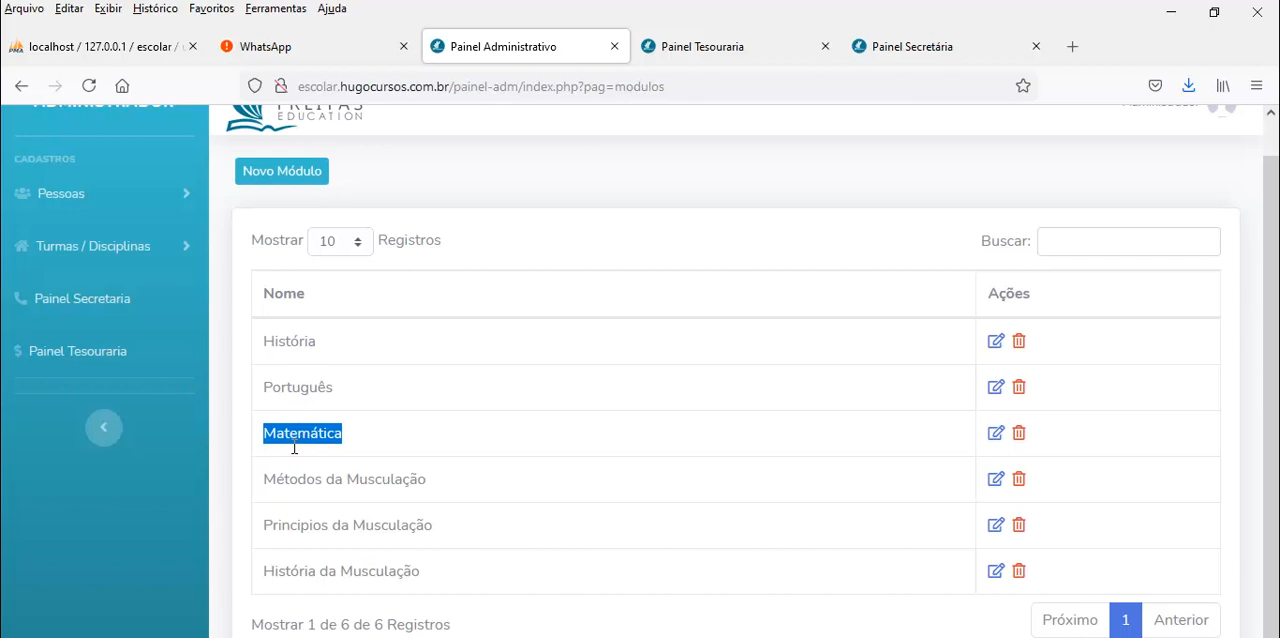 Arquivo Editar Exibir Histórico Favoritos Ferramentas Ajuda
localhost / 127.0.0.1 / escolar /
WhatsApp
Painel Administrativo
Painel Tesouraria
Painel Secretária
escolar.hugocursos.com.br/painel-adm/index.php?pag=modulos
ADMINISTRADOR
FREITAS
EDUCATION
Administrador
CADASTROS
Pessoas
Turmas / Disciplinas
Painel Secretaria
$ Painel Tesouraria
Novo Módulo
Mostrar 10 Registros
Buscar:
Nome Ações
História
Português
Matemática
Métodos da Musculação
Principios da Musculação
História da Musculação
Mostrar 1 de 6 de 6 Registros
Próximo 1 Anterior